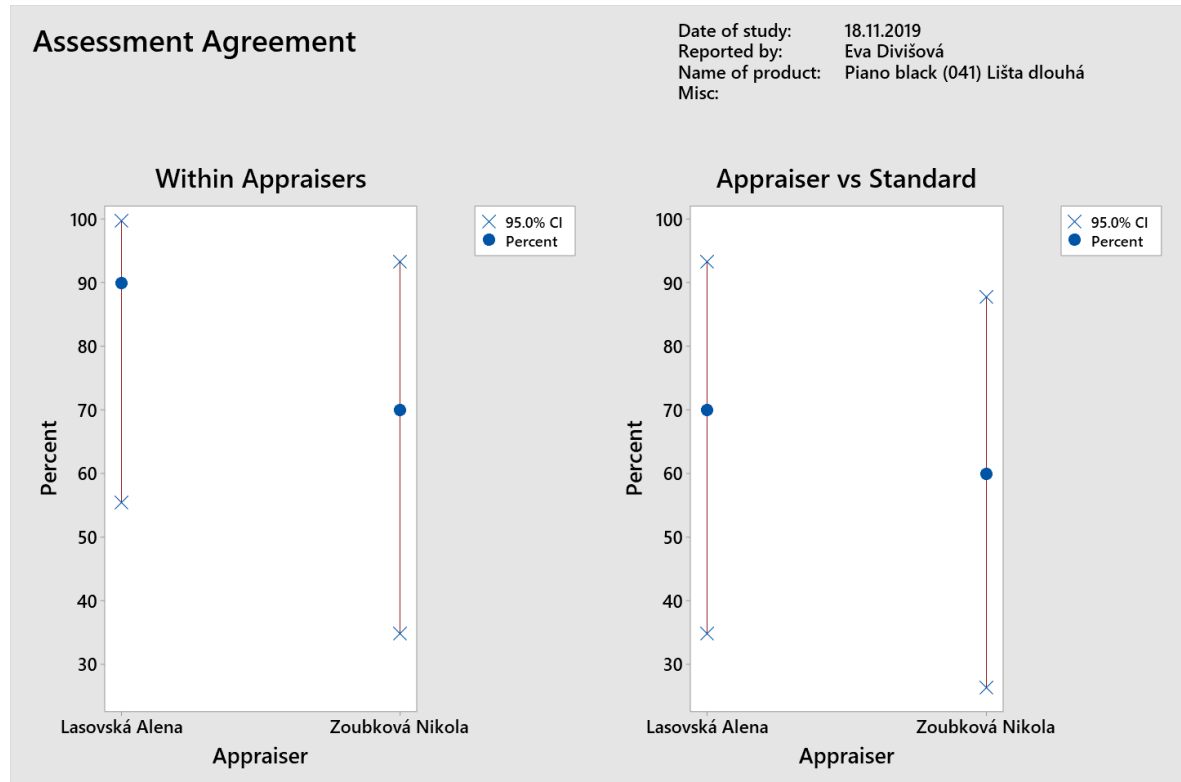 Assessment Agreement
Date of study: 18.11.2019
Reported by: Eva Divišová
Name of product: Piano black (041) Lišta dlouhá
Misc:
Within Appraisers
95.0% CI
Percent
100
90
80
70
60
50
40
30
Percent
Lasovská Alena Zoubková Nikola
Appraiser
Appraiser vs Standard
95.0% CI
Percent
100
90
80
70
60
50
40
30
Percent
Lasovská Alena Zoubková Nikola
Appraiser